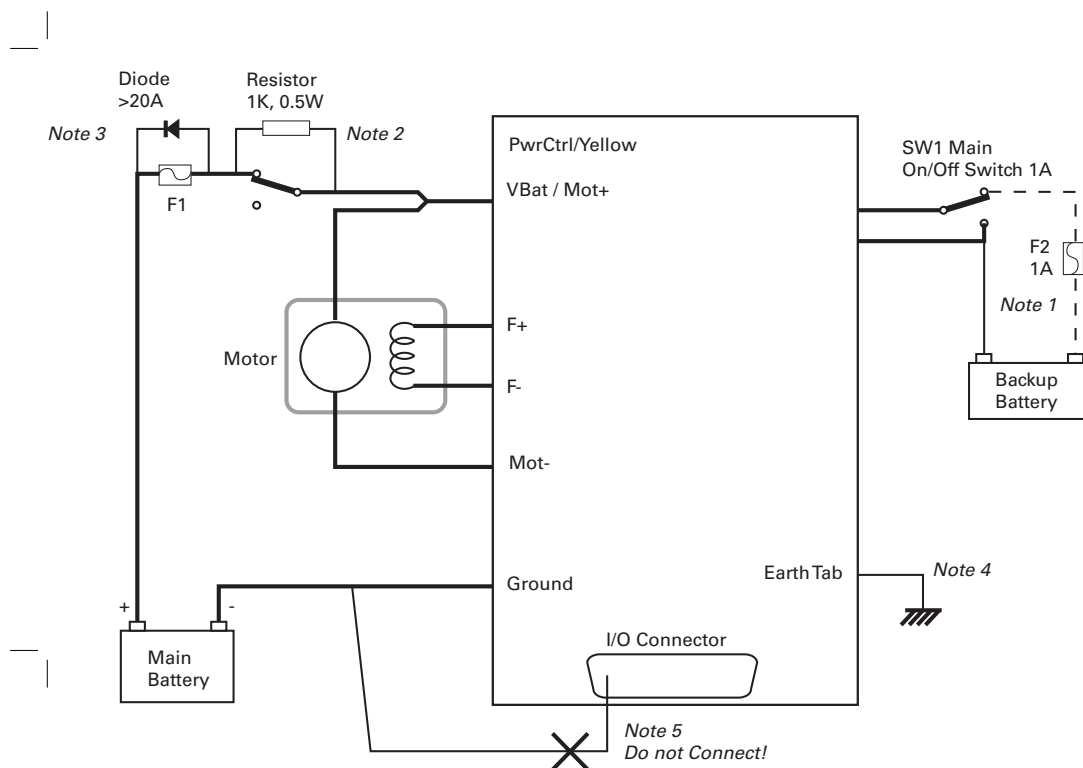 Diode
>20A
Resistor
1K, 0.5W
Note 3
Note 2
F1
PwrCtrl/Yellow
VBat / Mot+
SW1 Main
On/Off Switch 1A
F2
1A
Note 1
Motor
F+
F-
Backup
Battery
Mot-
Ground
Earth Tab
Note 4
+
-
Main
Battery
I/O Connector
Note 5
Do not Connect!